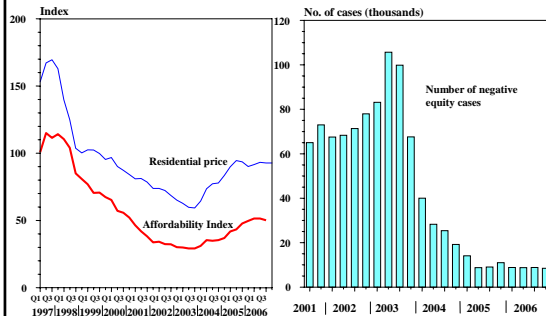 Index
200
150
100
50
0
Residential price
Affordability Index
Q1 Q3 Q1 Q3 Q1 Q3 Q1 Q3 Q1 Q3 Q1 Q3 Q1 Q3 Q1 Q3 Q1 Q3 Q1 Q3
1997 1998 1999 2000 2001 2002 2003 2004 2005 2006
No. of cases (thousands)
120
100
80
60
40
20
0
Number of negative
equity cases
2001 2002 2003 2004 2005 2006